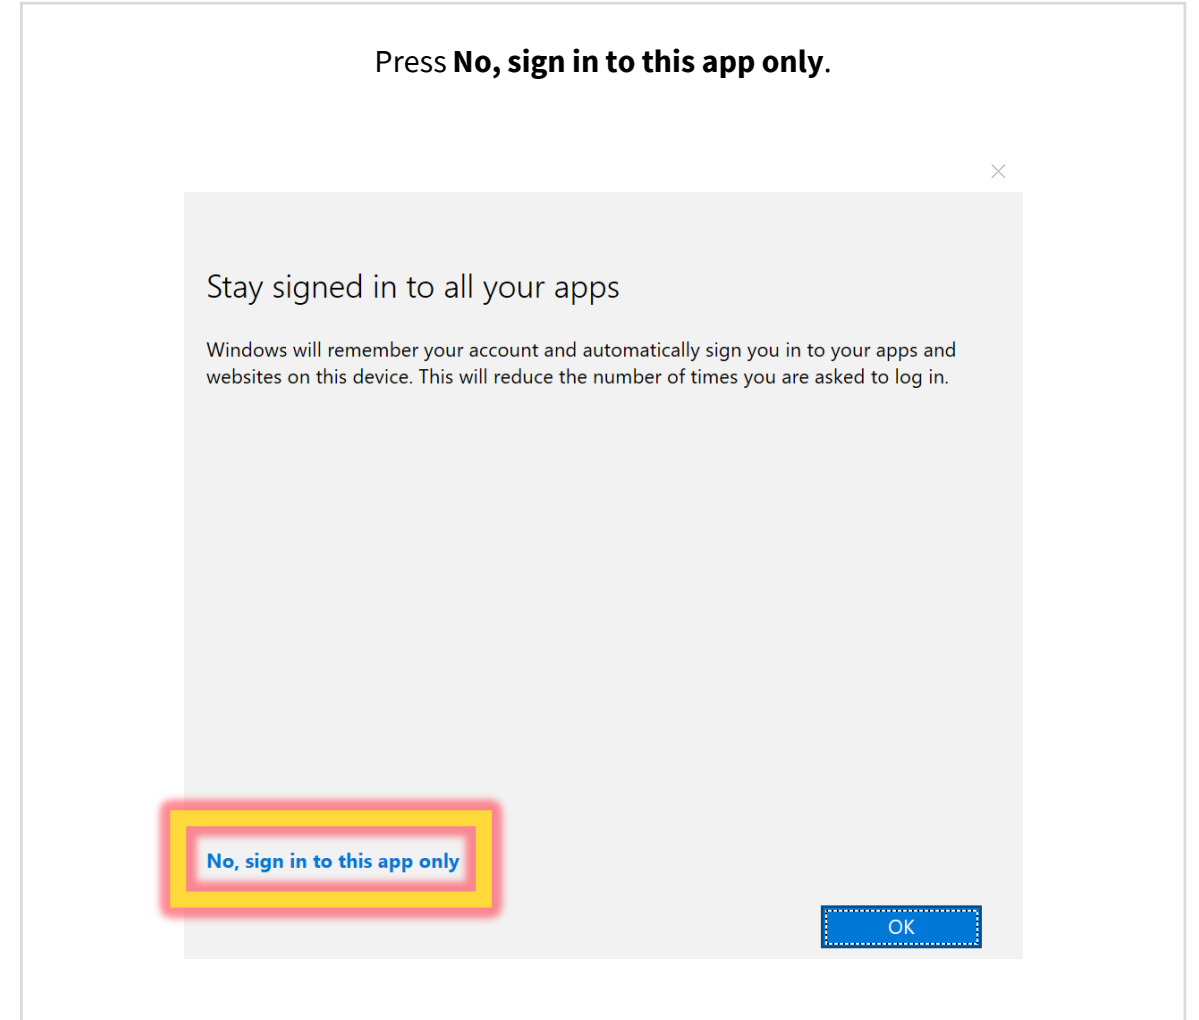 Press No, sign in to this app only.
Stay signed in to all your apps
Windows will remember your account and automatically sign you in to your apps and
websites on this device. This will reduce the number of times you are asked to log in.
No, sign in to this app only
OK